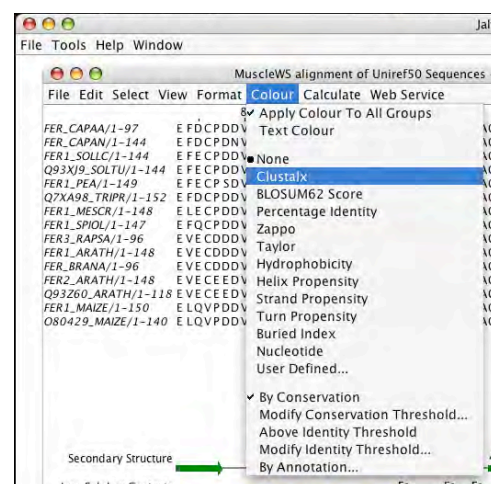 Jal
File Tools Help Window
MuscleWS alignment of Uniref50 Sequences
File Edit Select View Format Colour Calculate Web Service
Apply Colour To All Groups
Text Colour
None
Clustalx
BLOSUM62 Score
Percentage Identity
Zappo
Taylor
Hydrophobicity
Helix Propensity
Strand Propensity
Turn Propensity
Buried Index
Nucleotide
User Defined...
By Conservation
Modify Conservation Threshold...
Above Identity Threshold
Modify Identity Threshold...
By Annotation...
FER_CAPAA/1-97 E F D C P D D V
FER_CAPAN/1-144 E F D C P D N V
FER1_SOLLC/1-144 E F E C P D D V
Q93XJ9_SOLTU/1-144 E F E C P D D V
FER1_PEA/1-149 E F E C P S D V
Q7XA98_TRIPR/1-152 E F D C P D D V
FER1_MESCR/1-148 E L E C P D D V
FER1_SPIOL/1-147 E F Q C P D D V
FER3_RAPSA/1-96 E V E C D D D V
FER1_ARATH/1-148 E V E C D D D V
FER_BRANA/1-96 E V E C D D D V
FER2_ARATH/1-148 E V E C E E D V
Q93Z60_ARATH/1-118 E V E C E E D V
FER1_MAIZE/1-150 E L Q V P D D V
O80429_MAIZE/1-140 E L Q V P D D V
Secondary Structure